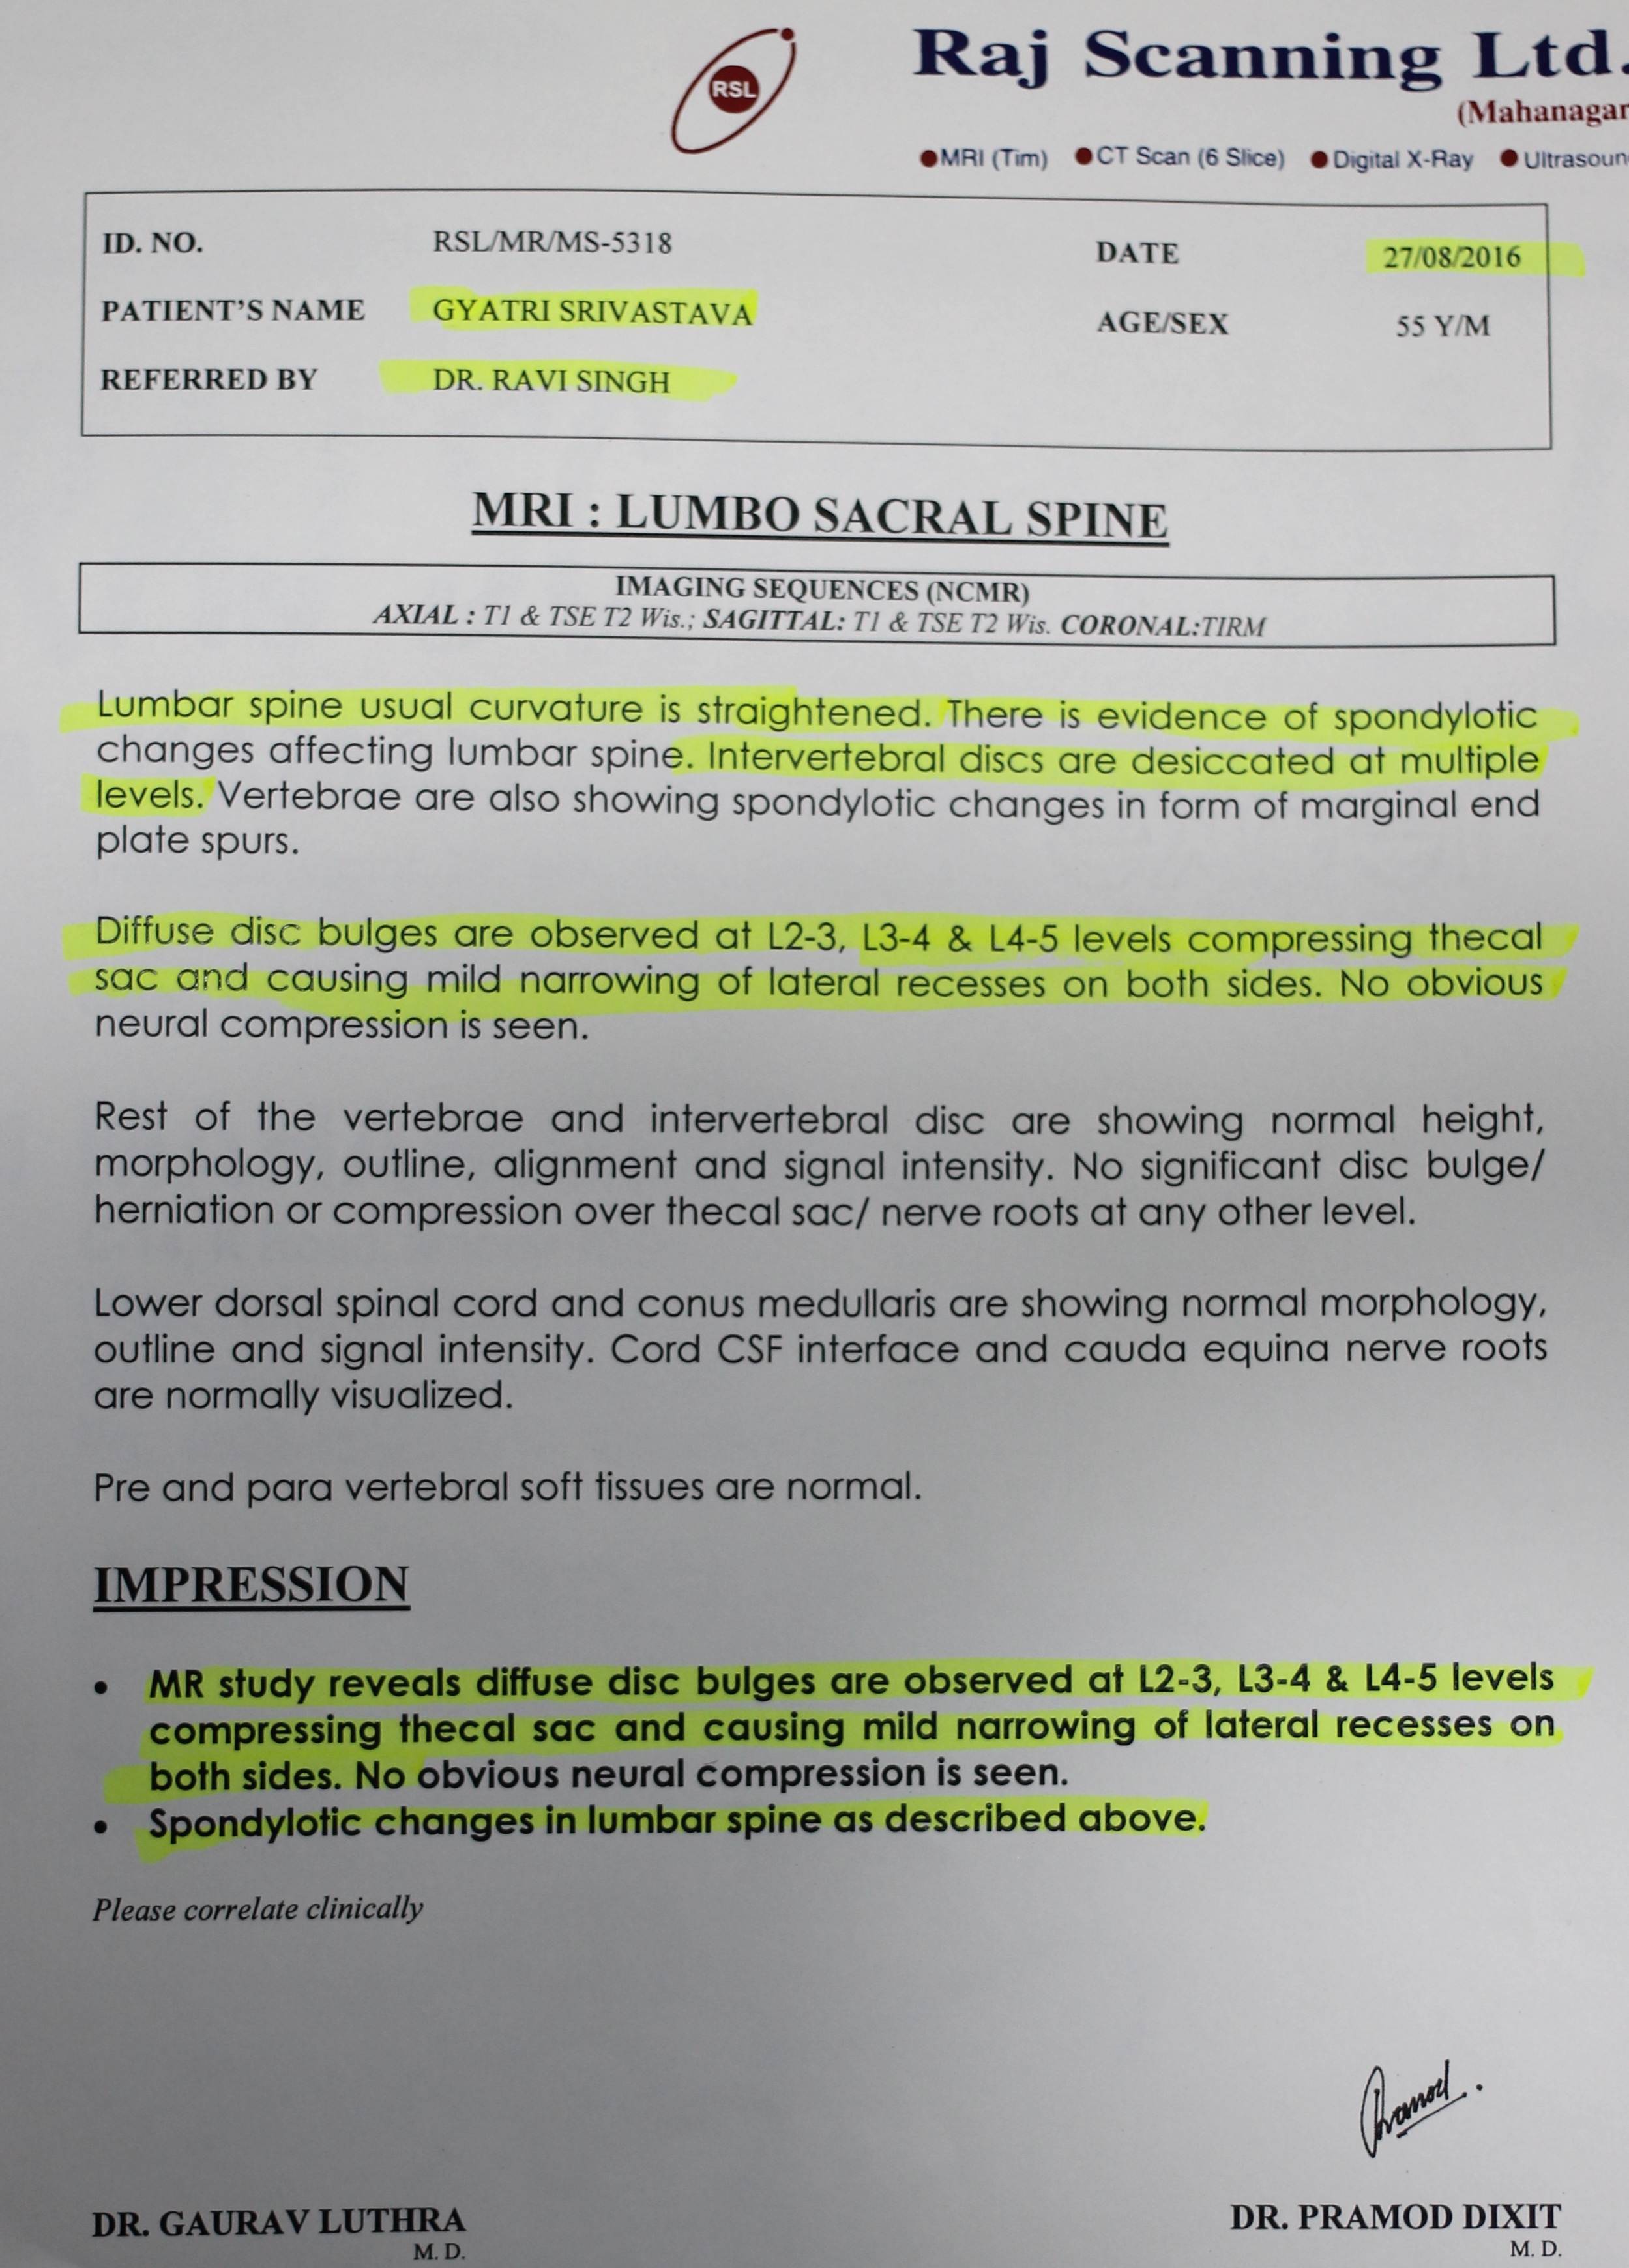 RSL
Raj Scanning Ltd.
(Mahanagar
●MRI (Tim) ●CT Scan (6 Slice) ●Digital X-Ray ●Ultrasoun
ID. NO. RSL/MR/MS-5318 DATE 27/08/2016
PATIENT'S NAME GYATRI SRIVASTAVA AGE/SEX 55 Y/M
REFERRED BY DR. RAVI SINGH
MRI : LUMBO SACRAL SPINE
IMAGING SEQUENCES (NCMR)
AXIAL : T1 & TSE T2 Wis.; SAGITTAL: T1 & TSE T2 Wis. CORONAL:TIRM
Lumbar spine usual curvature is straightened. There is evidence of spondylotic
changes affecting lumbar spine. Intervertebral discs are desiccated at multiple
levels. Vertebrae are also showing spondylotic changes in form of marginal end
plate spurs.
Diffuse disc bulges are observed at L2-3, L3-4 & L4-5 levels compressing thecal
sac and causing mild narrowing of lateral recesses on both sides. No obvious
neural compression is seen.
Rest of the vertebrae and intervertebral disc are showing normal height,
morphology, outline, alignment and signal intensity. No significant disc bulge/
herniation or compression over thecal sac/ nerve roots at any other level.
Lower dorsal spinal cord and conus medullaris are showing normal morphology,
outline and signal intensity. Cord CSF interface and cauda equina nerve roots
are normally visualized.
Pre and para vertebral soft tissues are normal.
IMPRESSION
• MR study reveals diffuse disc bulges are observed at L2-3, L3-4 & L4-5 levels
compressing thecal sac and causing mild narrowing of lateral recesses on
both sides. No obvious neural compression is seen.
• Spondylotic changes in lumbar spine as described above.
Please correlate clinically
Pramod
DR. GAURAV LUTHRA DR. PRAMOD DIXIT
M. D. M. D.